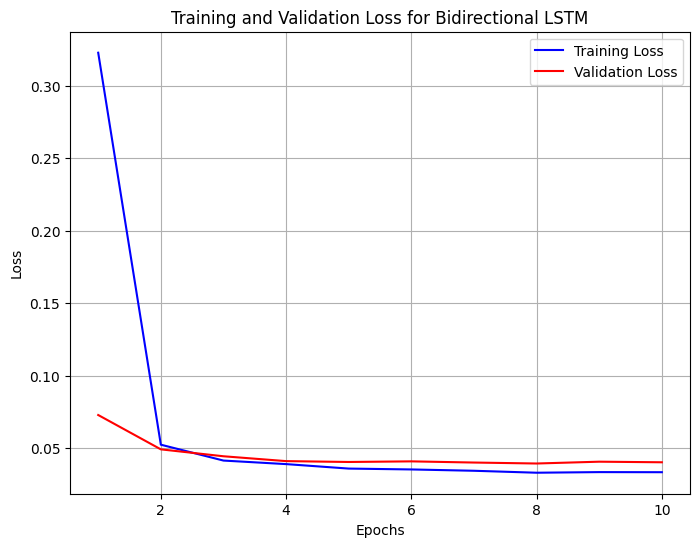 Training and Validation Loss for Bidirectional LSTM
Training Loss
Validation Loss
Loss
0.30
0.25
0.20
0.15
0.10
0.05
2 4 6 8 10
Epochs